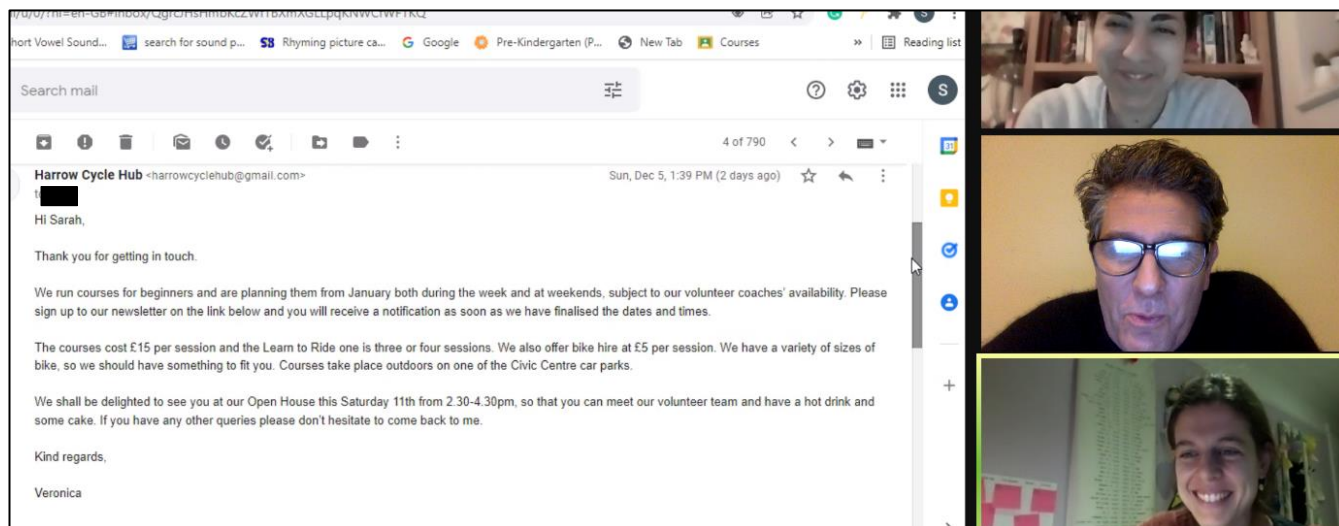 hort Vowel Sound... search for sound p... S8 Rhyming picture ca... G Google Pre-Kindergarten (P... New Tab Courses » Reading list
Search mail S
4 of 790
31
Harrow Cycle Hub <harrowcyclehub@gmail.com> Sun, Dec 5, 1:39 PM (2 days ago)
Hi Sarah,
Thank you for getting in touch.
We run courses for beginners and are planning them from January both during the week and at weekends, subject to our volunteer coaches' availability. Please
sign up to our newsletter on the link below and you will receive a notification as soon as we have finalised the dates and times.
The courses cost £15 per session and the Learn to Ride one is three or four sessions. We also offer bike hire at £5 per session. We have a variety of sizes of
bike, so we should have something to fit you. Courses take place outdoors on one of the Civic Centre car parks.
We shall be delighted to see you at our Open House this Saturday 11th from 2.30-4.30pm, so that you can meet our volunteer team and have a hot drink and
some cake. If you have any other queries please don't hesitate to come back to me.
Kind regards,
Veronica